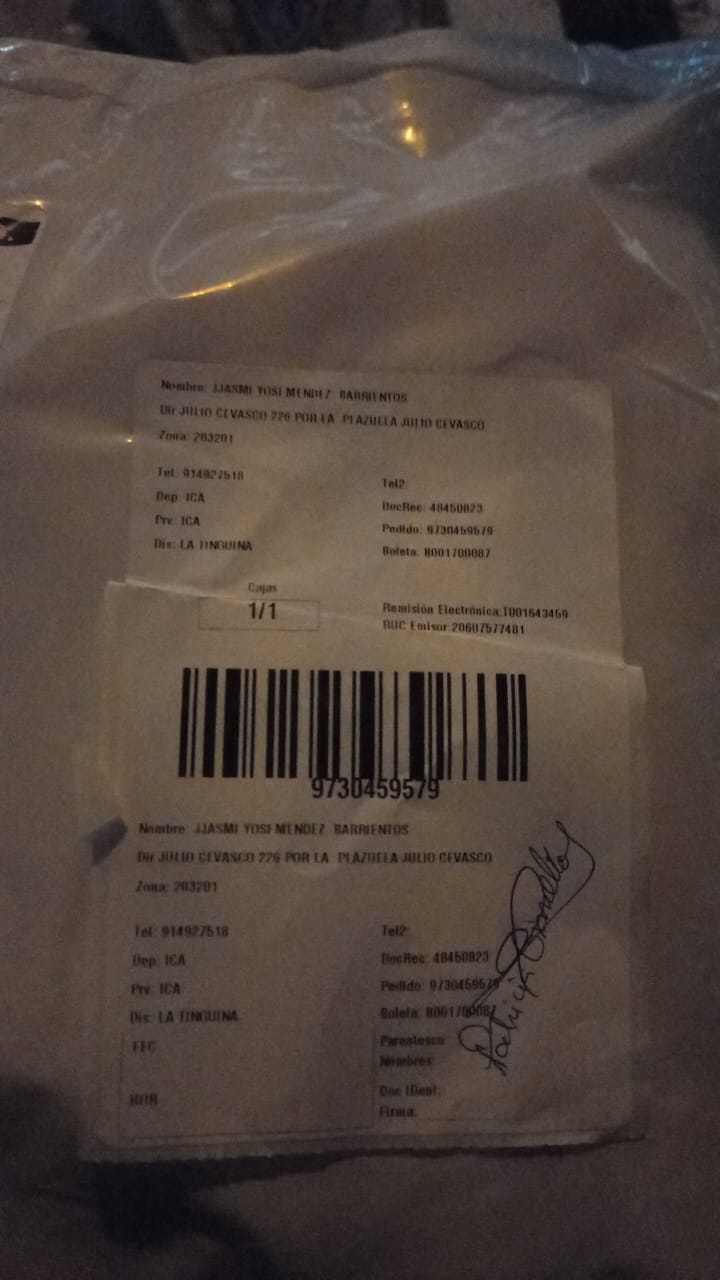 Nombre: JJASMI YOSI MENDEZ BARRIENTOS
Dir JULIO CEVASCO 226 POR LA PLAZUELA JULIO CEVASCO
Zona: 203201
Tel: 914927518
Tel2:
Dep: ICA
DocRec: 48450823
Prv: ICA
Pedido: 9730459579
Dis: LA TINGUINA
Boleta: B001700087
Cajas
1/1
Remisión Electrónica:T001643459
RUC Emisor:20607577481
9730459579
Nombre: JJASMI YOSI MENDEZ BARRIENTOS
Dir JULIO CEVASCO 226 POR LA PLAZUELA JULIO CEVASCO
Zona: 203201
Tel: 914927518
Tel2:
Dep: ICA
DocRec: 48450823
Prv: ICA
Pedido: 9730459579
Dis: LA TINGUINA
Boleta: B001700087
FEC
Parentesco:
Nombres:
HOR
Doc IDent:
Firma: